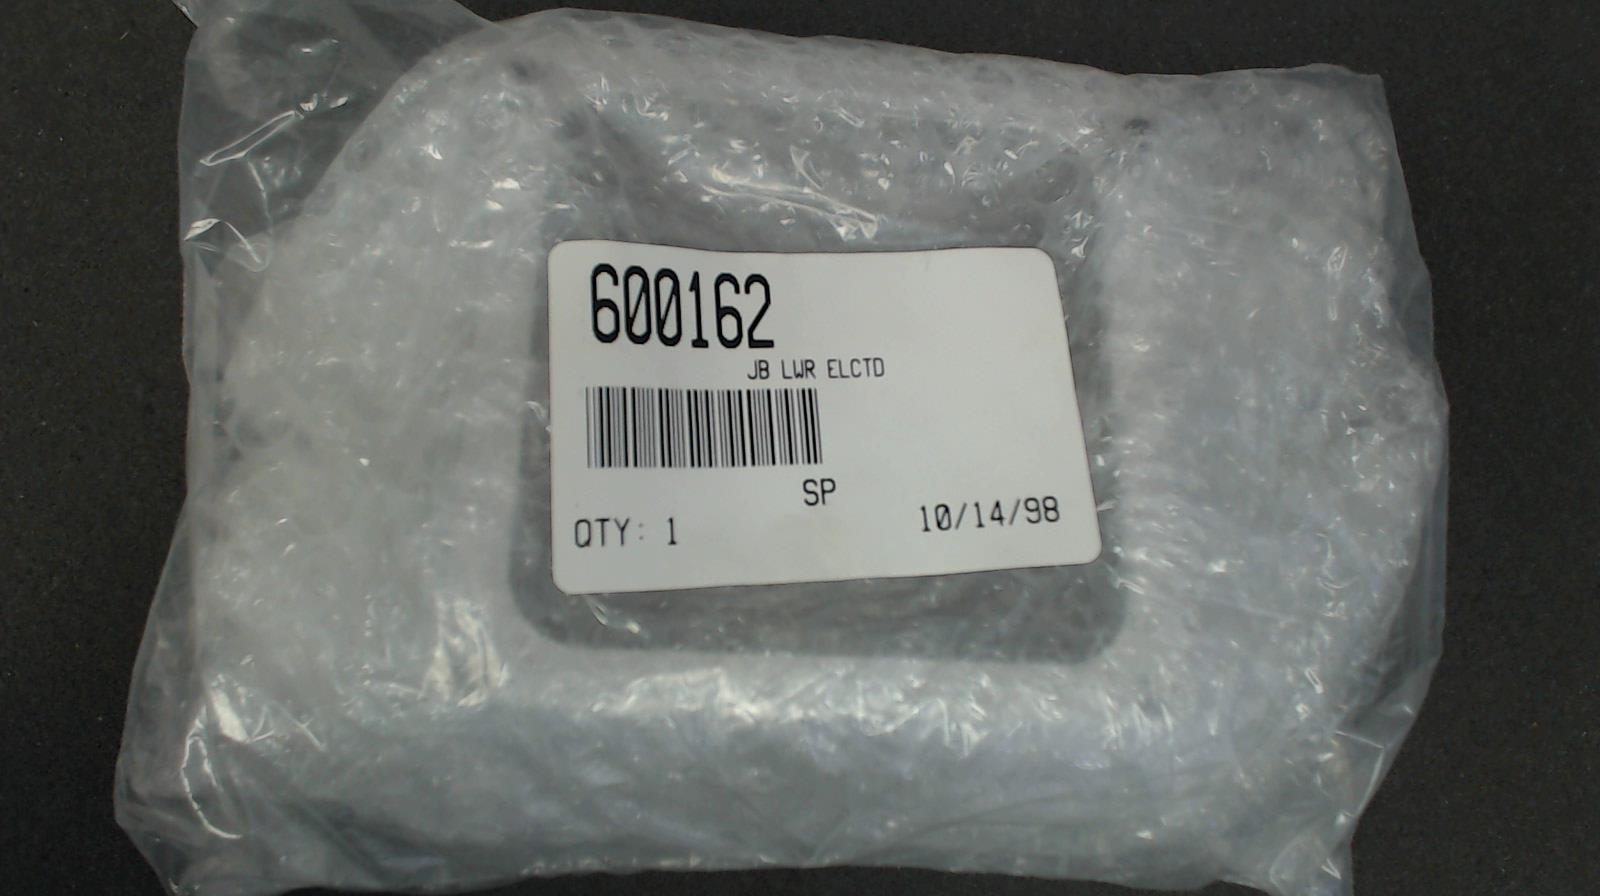 600162
JB LWR ELCTD
SP
QTY: 1
10/14/98